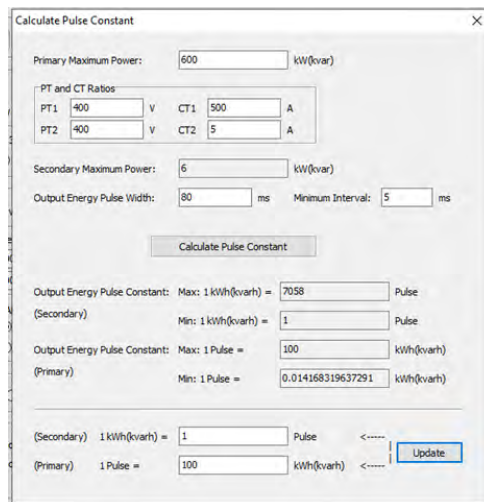 Calculate Pulse Constant
Primary Maximum Power: 600 kW(kvar)
PT and CT Ratios
PT1 400 V CT1 500 A
PT2 400 V CT2 5 A
Secondary Maximum Power: 6 kW(kvar)
Output Energy Pulse Width: 80 ms Minimum Interval: 5 ms
Calculate Pulse Constant
Output Energy Pulse Constant: Max: 1 kWh(kvarh) = 7058 Pulse
(Secondary)
Min: 1 kWh(kvarh) = 1 Pulse
Output Energy Pulse Constant: Max: 1 Pulse = 100 kWh(kvarh)
(Primary)
Min: 1 Pulse = 0.014168319637291 kWh(kvarh)
(Secondary) 1 kWh(kvarh) = 1 Pulse <-----
Update
(Primary) 1 Pulse = 100 kWh(kvarh) <-----